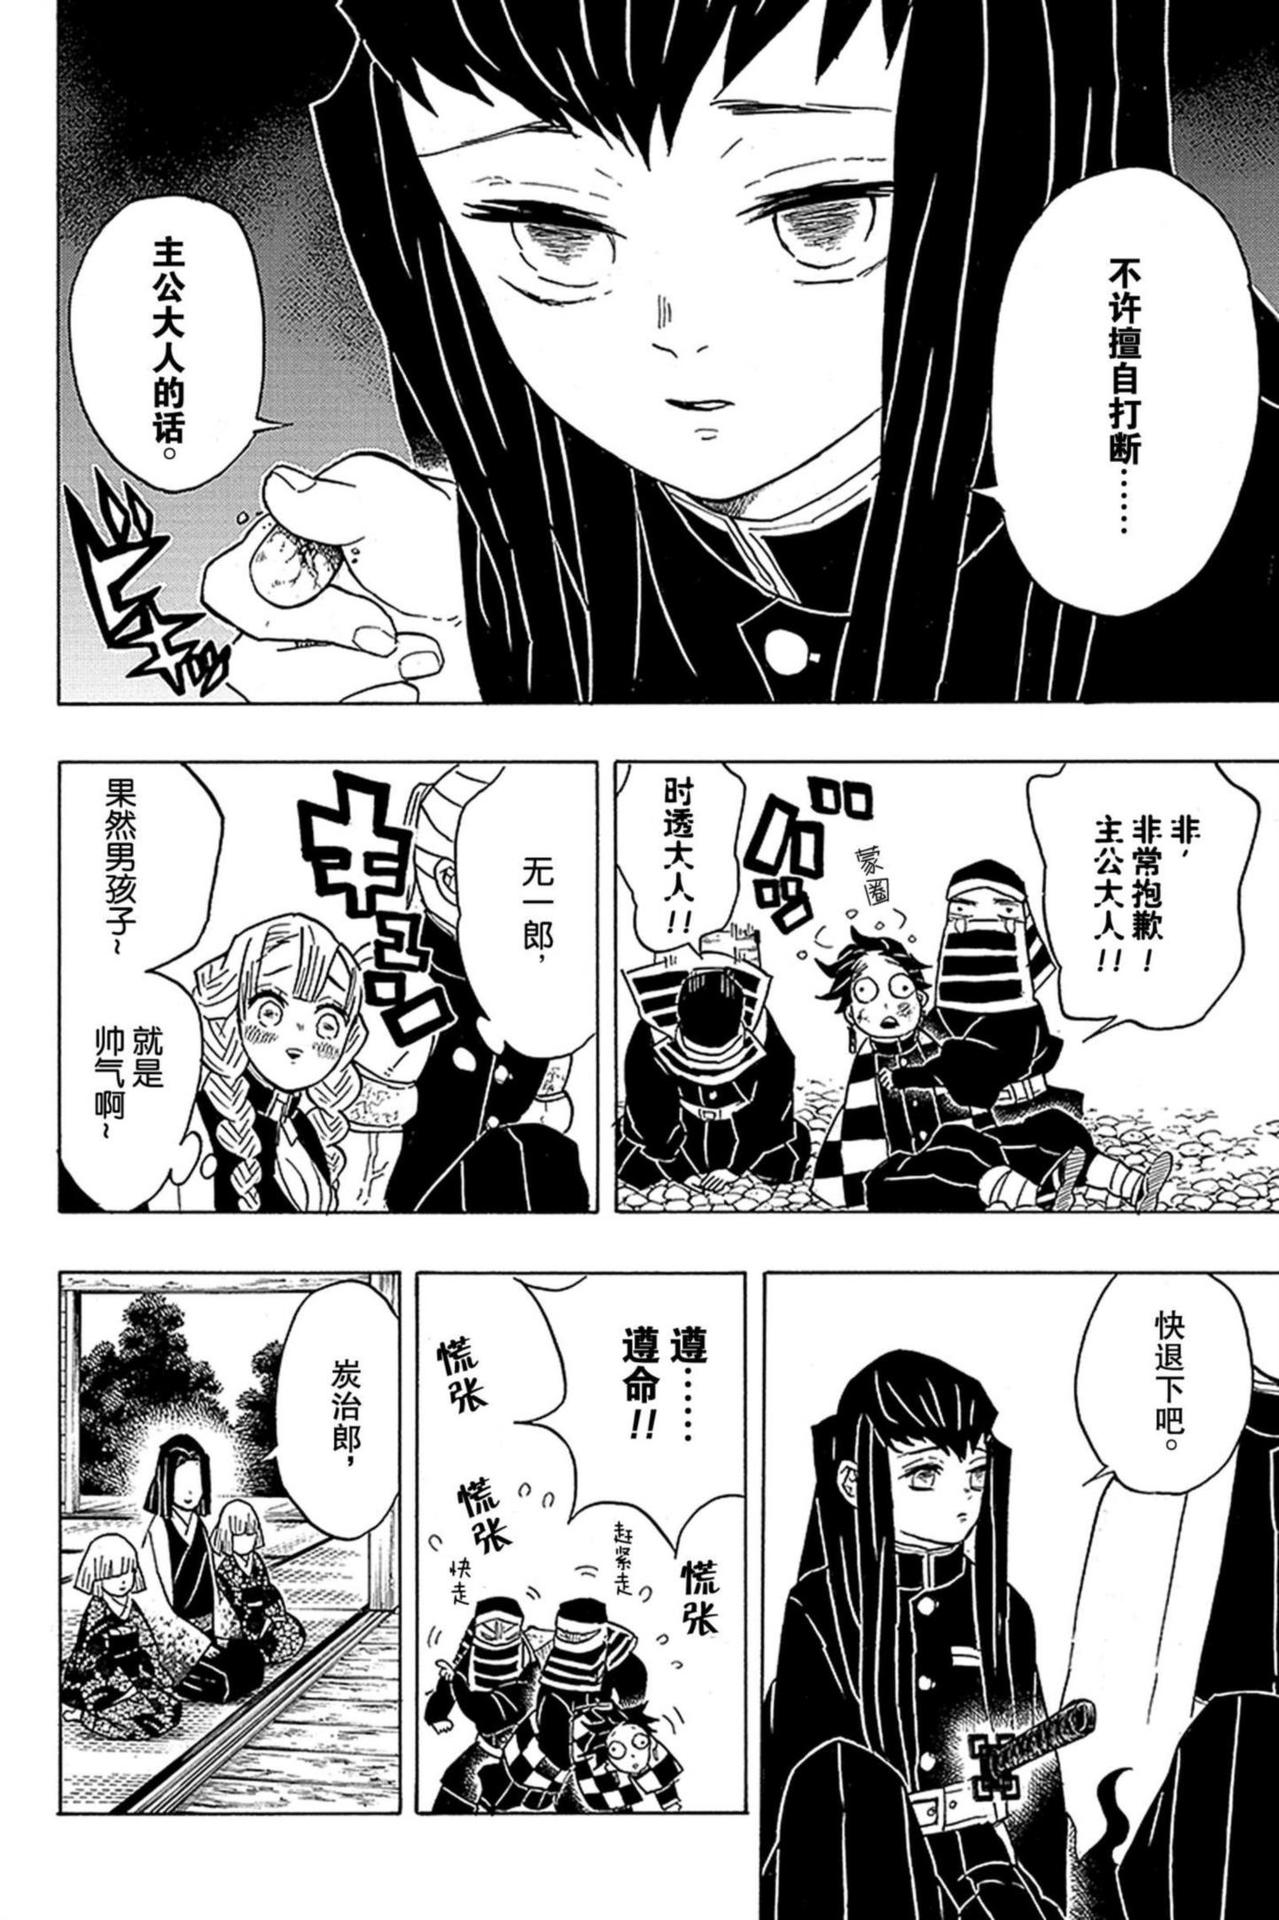 不许擅自打断……
主公大人的话。
非，
非常抱歉！
主公大人！！
蒙圈
时透大人！！
无一郎，
果然男孩子~
就是
帅气啊~
快退下吧。
遵……
遵命！！
慌张
慌张
慌张
赶紧走
快走
炭治郎，